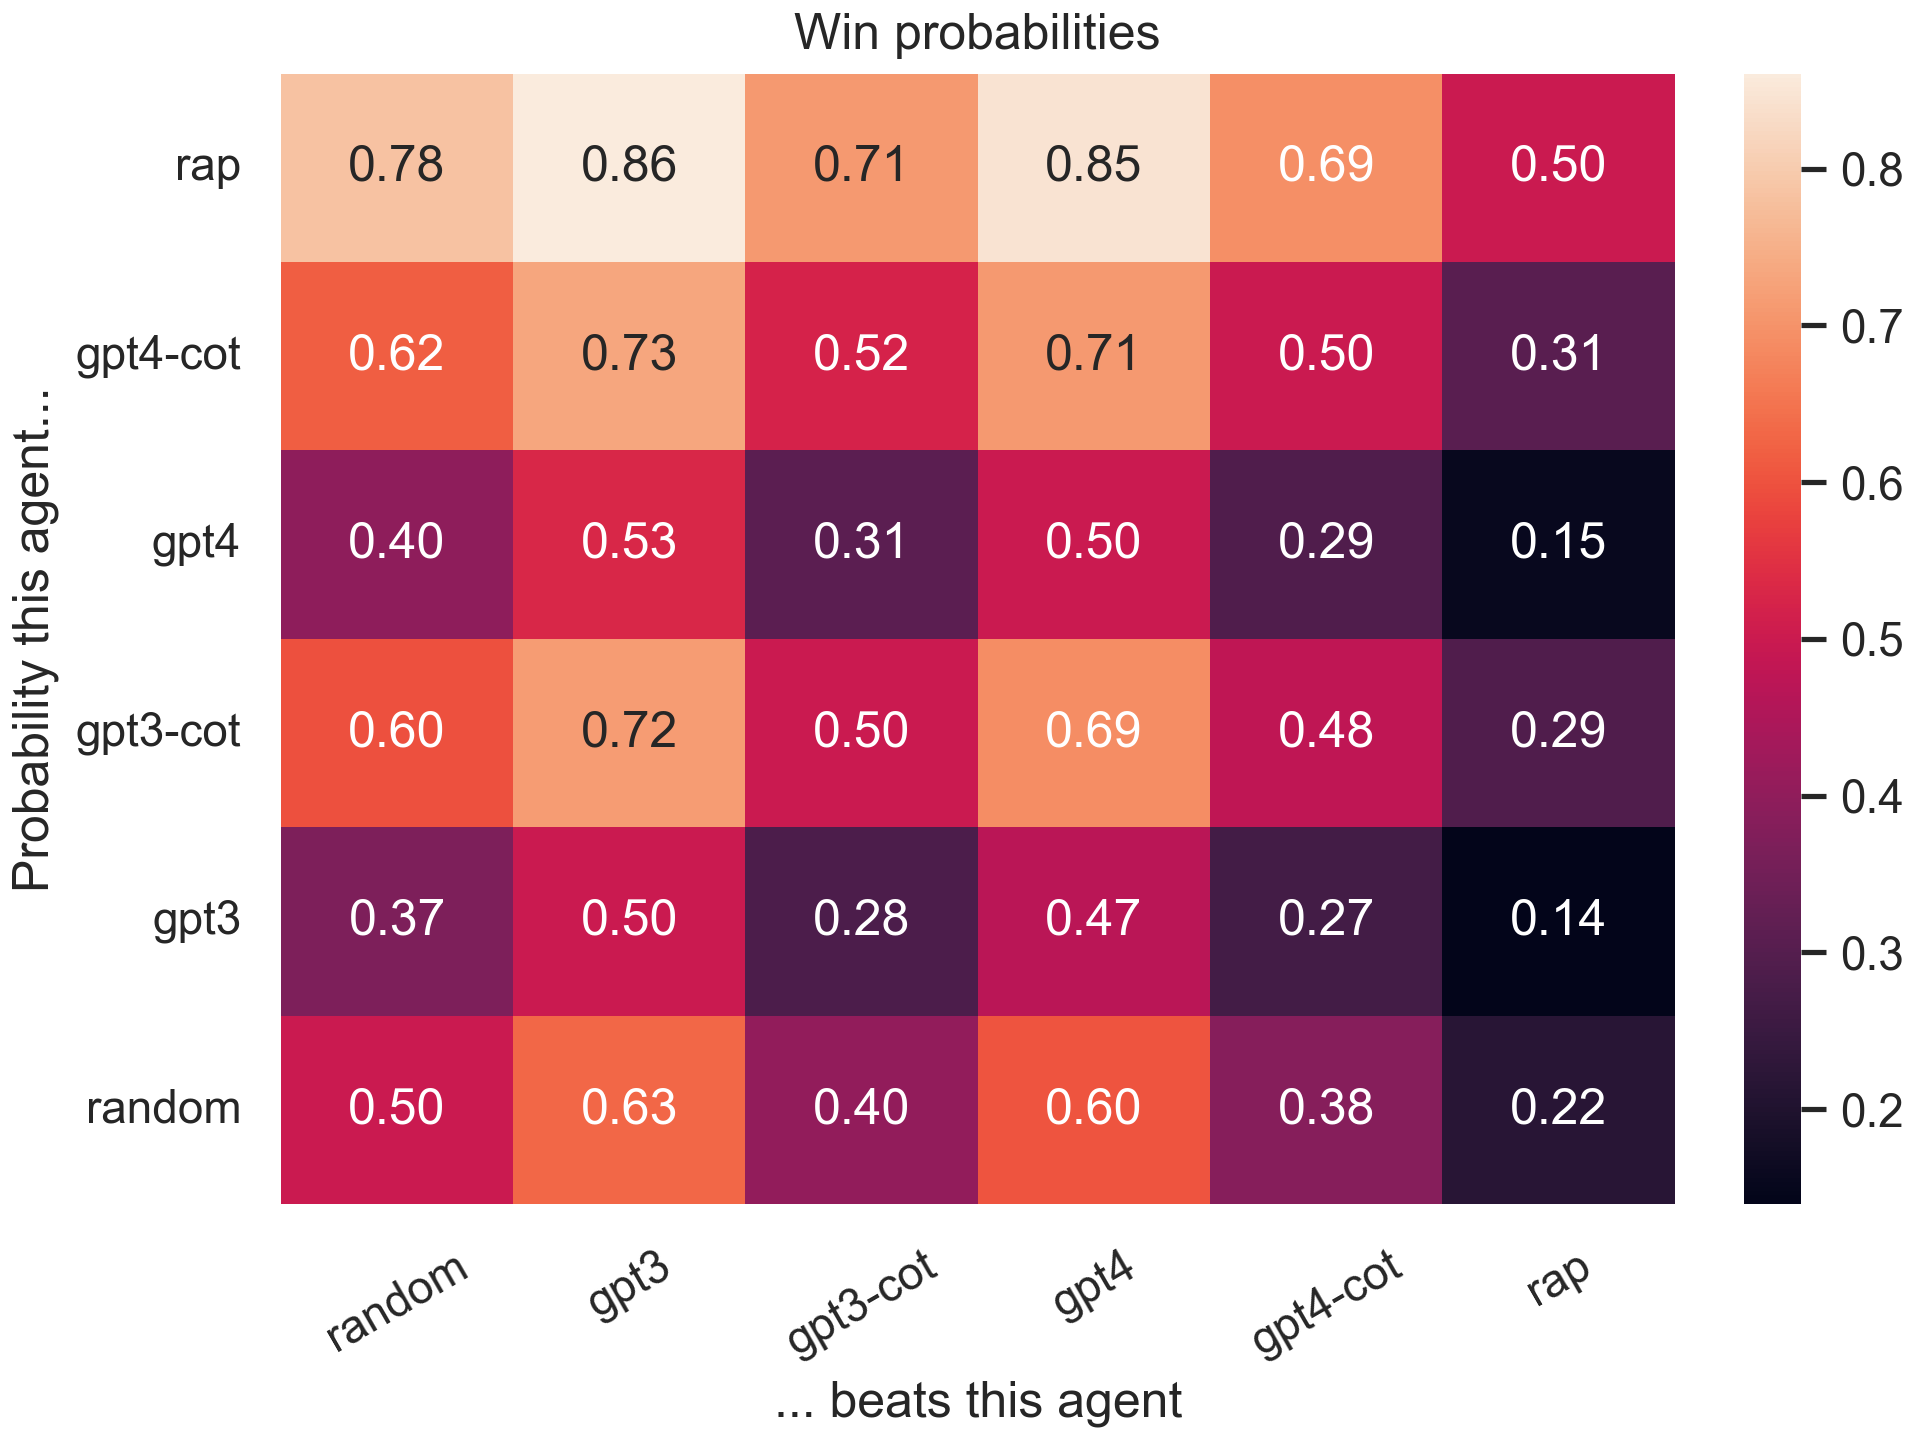 Win probabilities
rap 0.78 0.86 0.71 0.85 0.69 0.50
gpt4-cot 0.62 0.73 0.52 0.71 0.50 0.31
gpt4 0.40 0.53 0.31 0.50 0.29 0.15
gpt3-cot 0.60 0.72 0.50 0.69 0.48 0.29
gpt3 0.37 0.50 0.28 0.47 0.27 0.14
random 0.50 0.63 0.40 0.60 0.38 0.22
random gpt3 gpt3-cot gpt4 gpt4-cot rap
... beats this agent
Probability this agent...
0.8
0.7
0.6
0.5
0.4
0.3
0.2